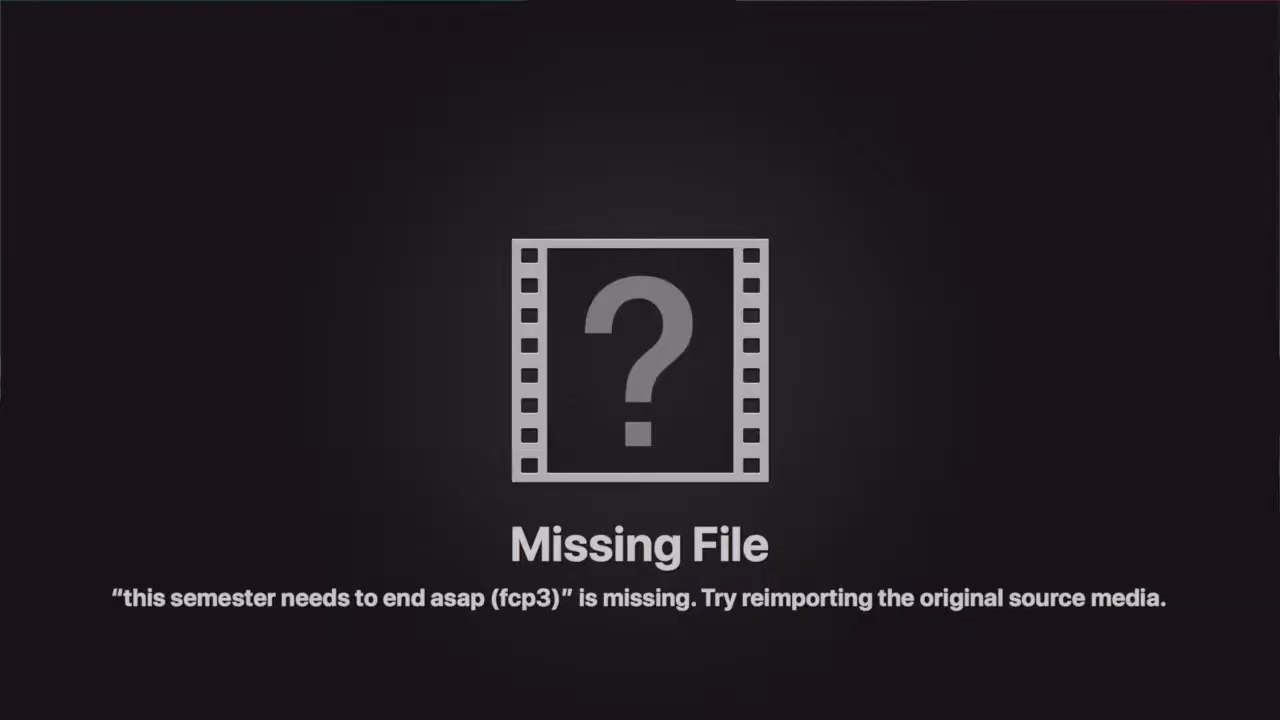 ?
Missing File
“this semester needs to end asap (fcp3)” is missing. Try reimporting the original source media.